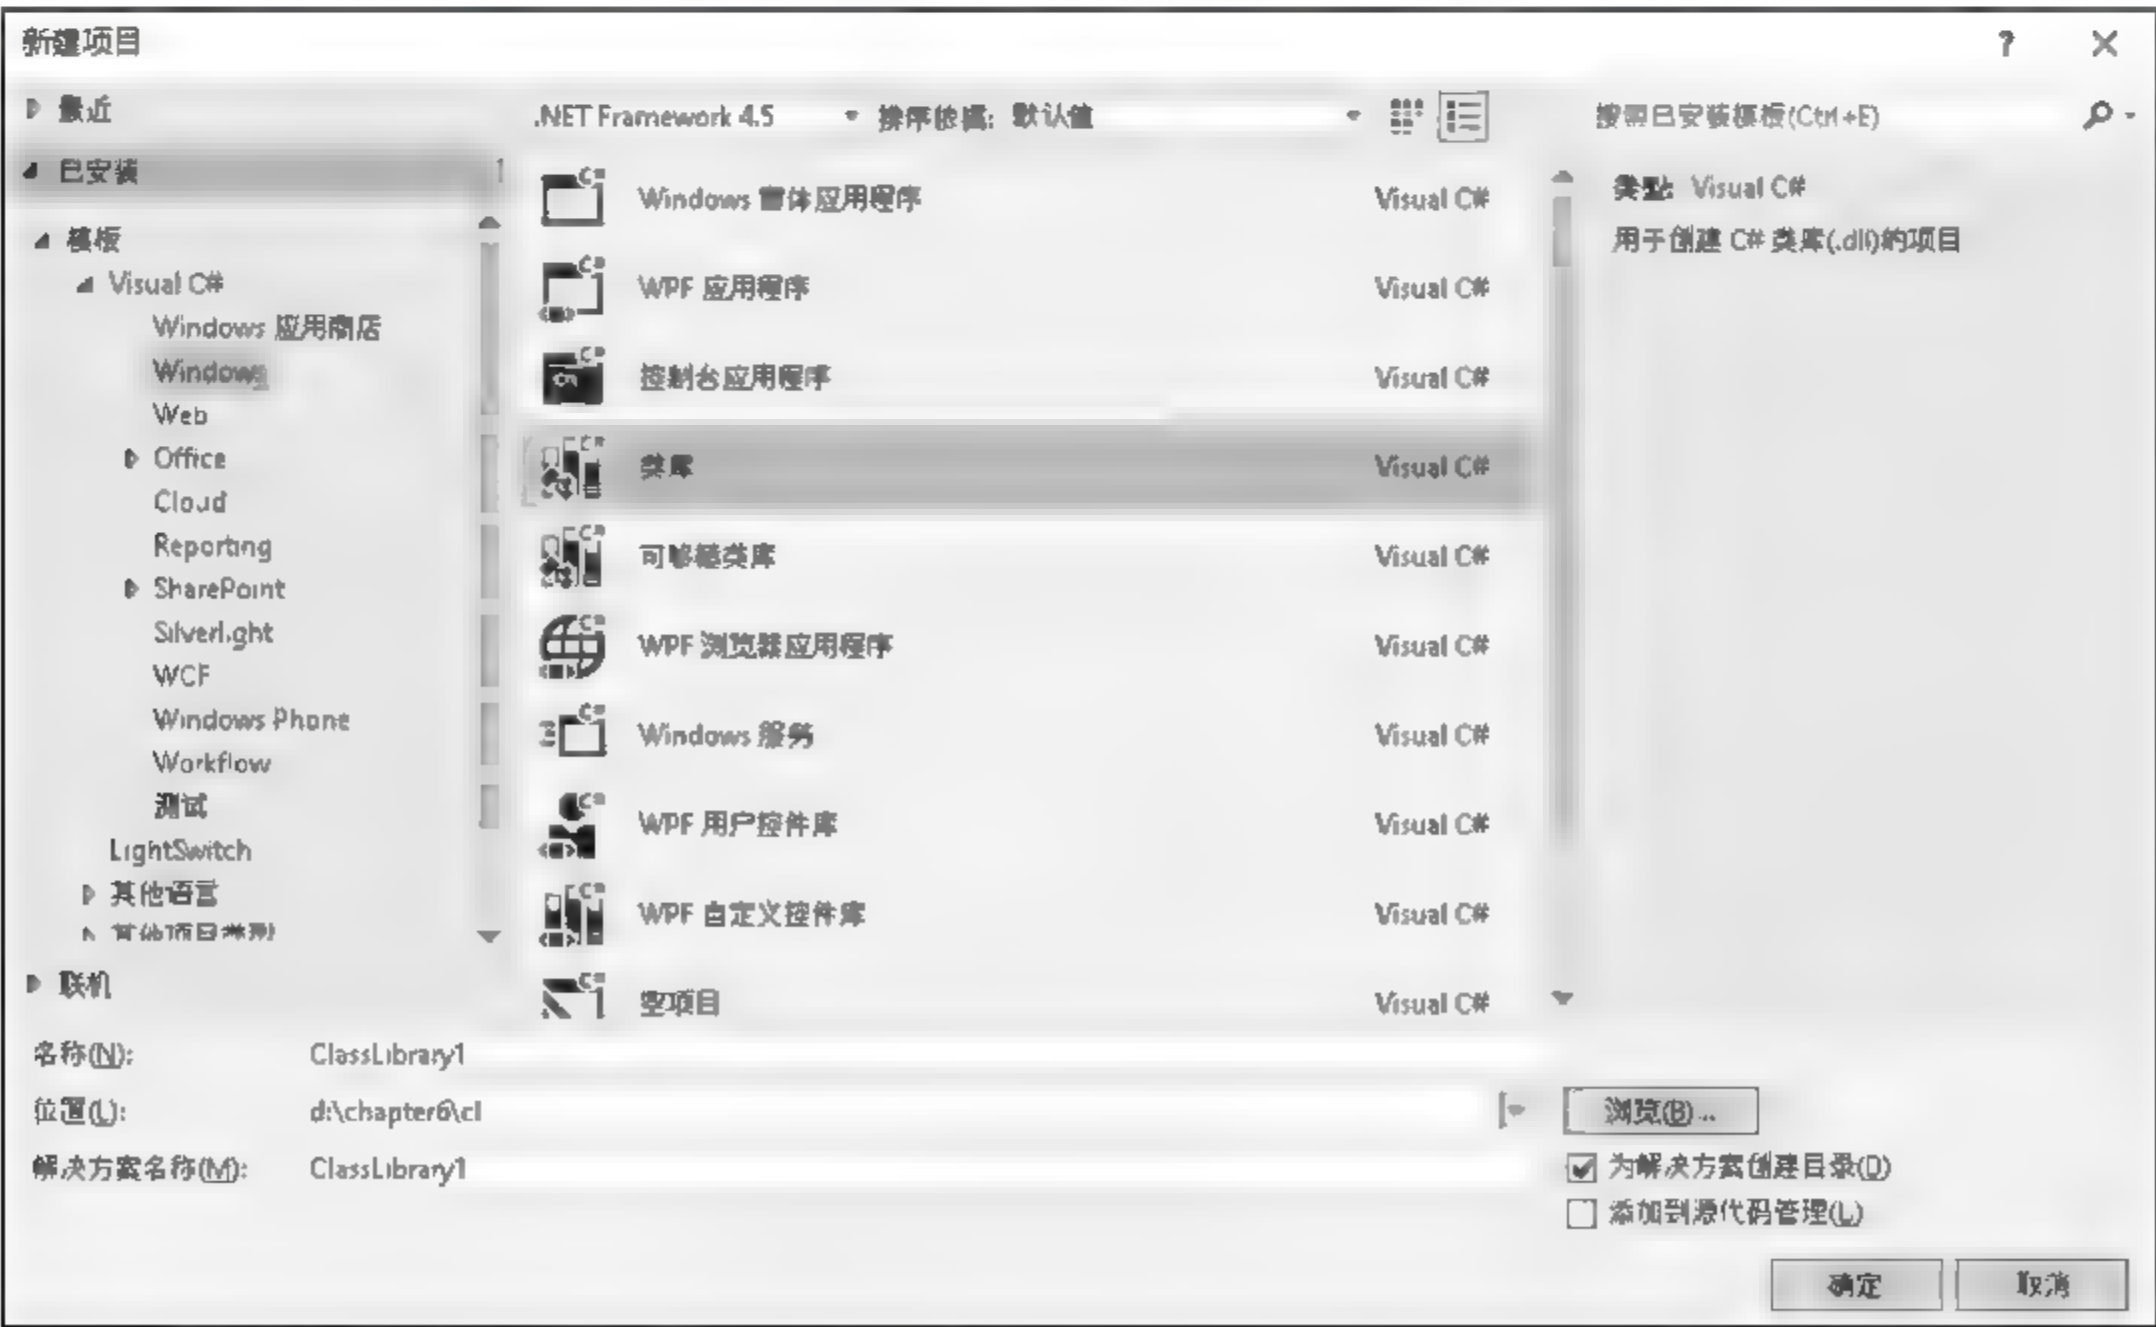 新建项目
最近
.NET Framework 4.5 排序依据: 默认值
搜索已安装模板(Ctrl+E)
已安装
模板
Visual C#
Windows 应用商店
Windows
Web
Office
Cloud
Reporting
SharePoint
Silverlight
WCF
Windows Phone
Workflow
测试
LightSwitch
其他语言
其他项目类型
联机
Windows 窗体应用程序 Visual C#
WPF 应用程序 Visual C#
控制台应用程序 Visual C#
类库 Visual C#
可移植类库 Visual C#
WPF 浏览器应用程序 Visual C#
Windows 服务 Visual C#
WPF 用户控件库 Visual C#
WPF 自定义控件库 Visual C#
空项目 Visual C#
类型: Visual C#
用于创建 C# 类库(.dll)的项目
名称(N): ClassLibrary1
位置(L): d:\chapter6\cl
浏览(B)...
解决方案名称(M): ClassLibrary1
为解决方案创建目录(D)
添加到源代码管理(U)
确定 取消